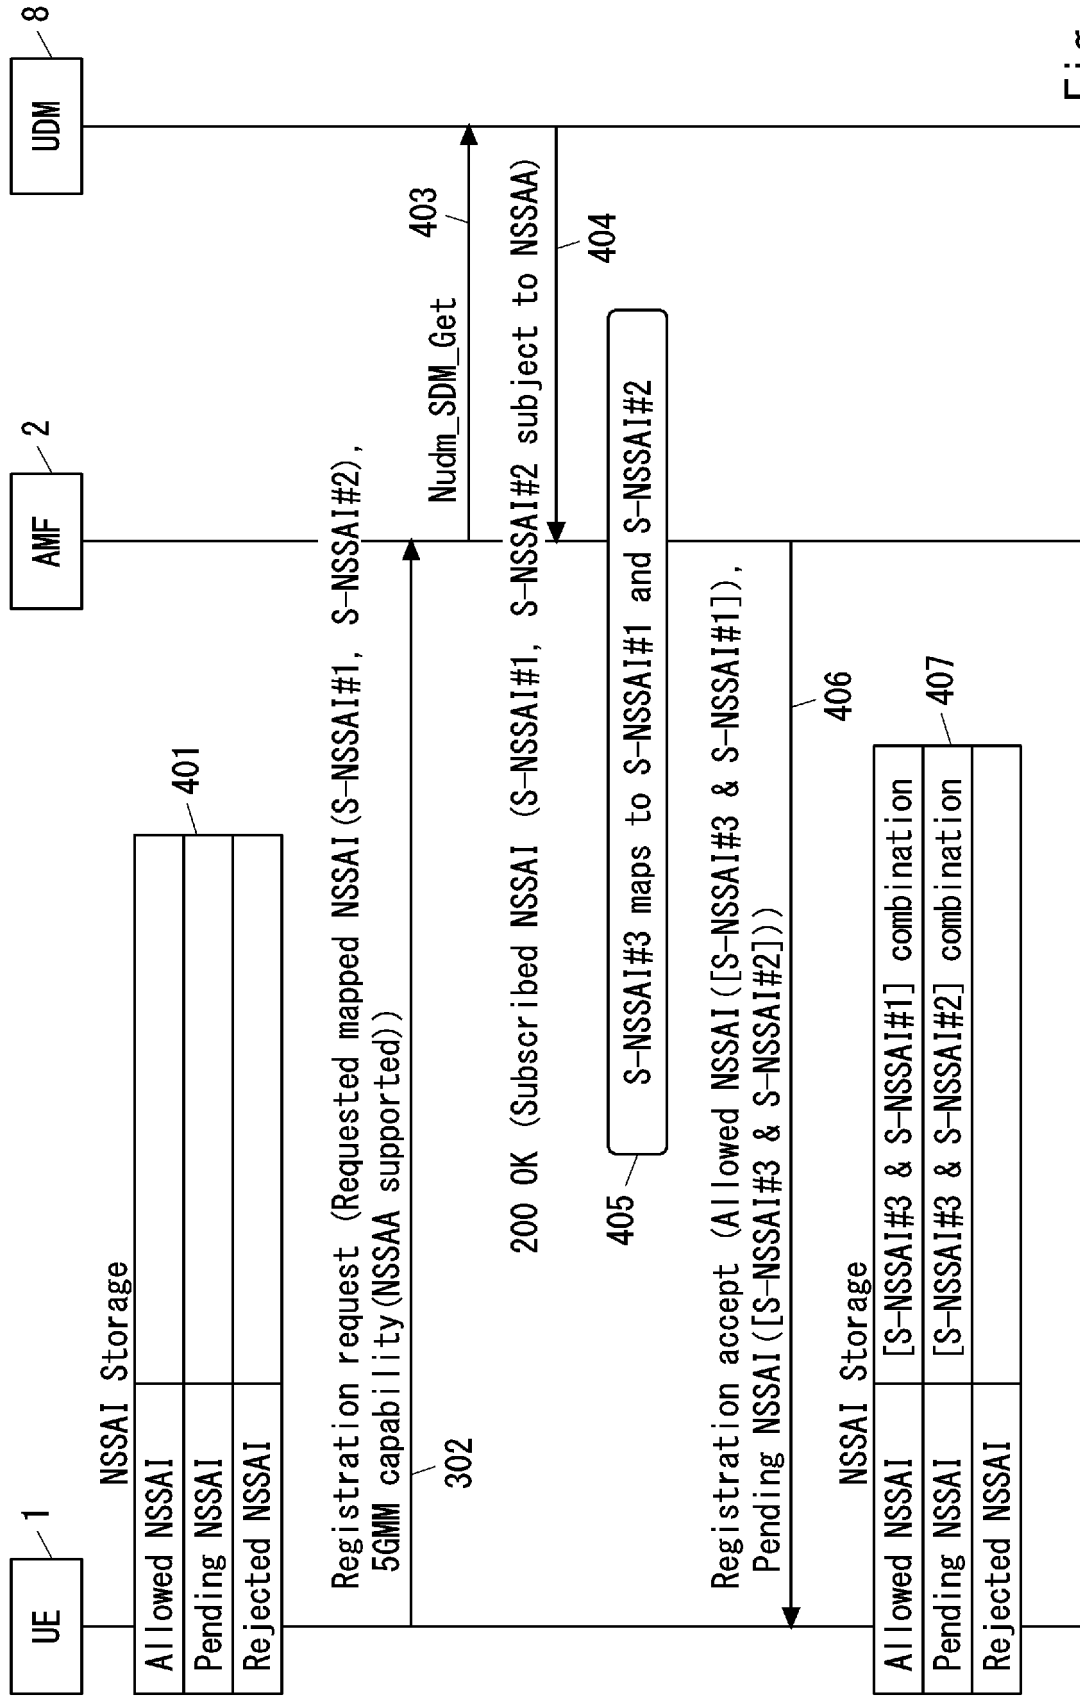 UE
1
AMF
2
UDM
8
NSSAI Storage
401
Allowed NSSAI
Pending NSSAI
Rejected NSSAI
Registration request (Requested mapped NSSAI(S-NSSAI#1, S-NSSAI#2),
5GMM capability(NSSAA supported))
302
Nudm_SDM_Get
403
200 OK (Subscribed NSSAI (S-NSSAI#1, S-NSSAI#2 subject to NSSAA)
404
405
S-NSSAI#3 maps to S-NSSAI#1 and S-NSSAI#2
Registration accept (Allowed NSSAI([S-NSSAI#3 & S-NSSAI#1]),
Pending NSSAI([S-NSSAI#3 & S-NSSAI#2]))
406
NSSAI Storage
407
Allowed NSSAI [S-NSSAI#3 & S-NSSAI#1] combination
Pending NSSAI [S-NSSAI#3 & S-NSSAI#2] combination
Rejected NSSAI